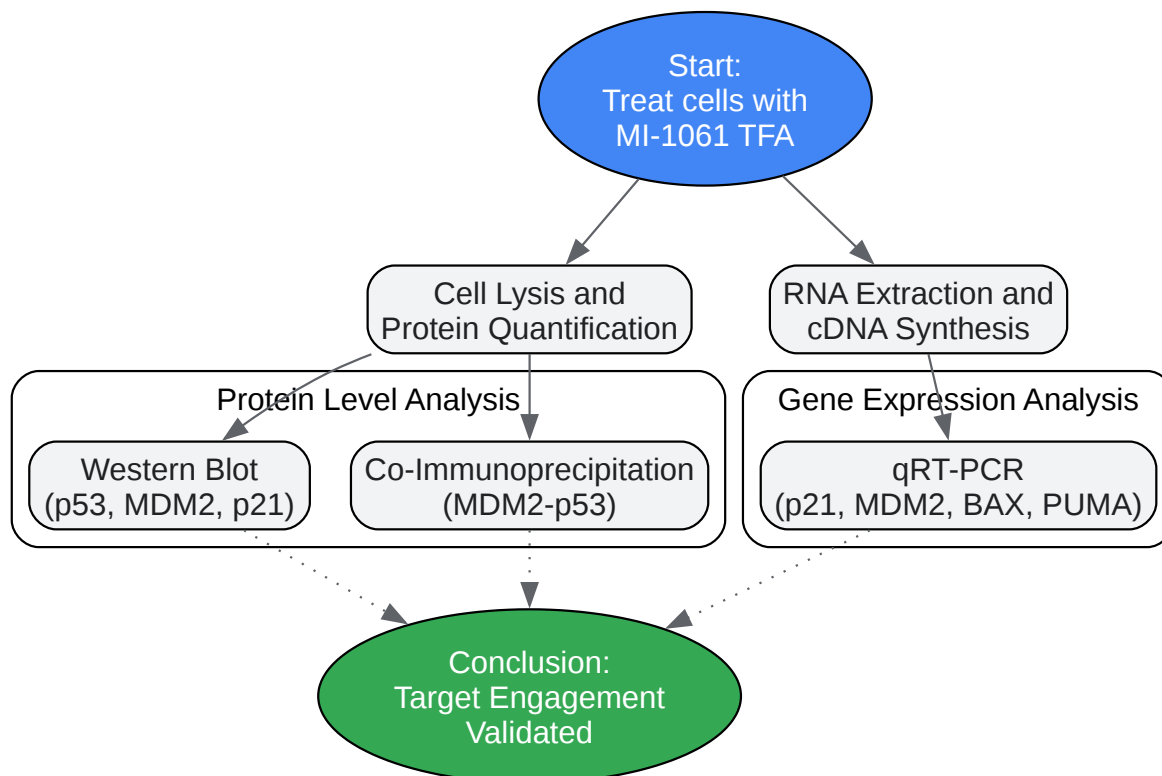 Start:
Treat cells with
MI-1061 TFA
Cell Lysis and
Protein Quantification
RNA Extraction and
cDNA Synthesis
Protein Level Analysis
Gene Expression Analysis
Western Blot
(p53, MDM2, p21)
Co-Immunoprecipitation
(MDM2-p53)
qRT-PCR
(p21, MDM2, BAX, PUMA)
Conclusion:
Target Engagement
Validated